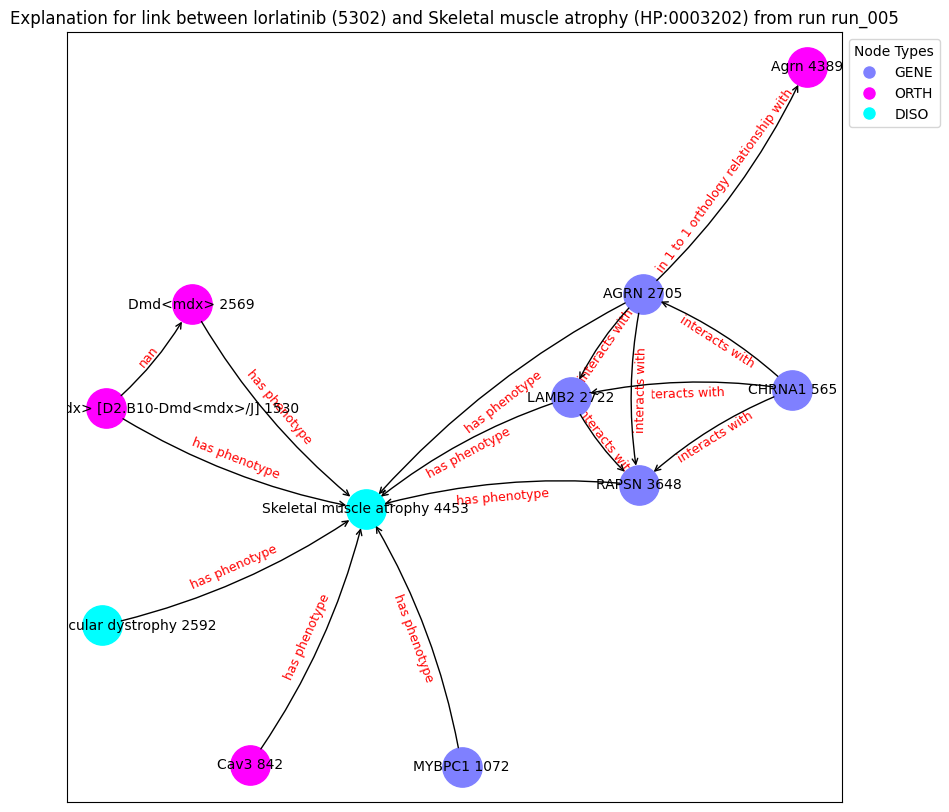 Explanation for link between lorlatinib (5302) and Skeletal muscle atrophy (HP:0003202) from run run_005
Node Types
GENE
ORTH
DISO
Agrn 4389
in 1 to 1 orthology relationship with
AGRN 2705
Dmd<mdx> 2569
interacts with
interacts with
nan
interacts with
CHRNA1 565
teracts with
LAMB2 2722
has phenotype
has phenotype
dx> [D2.B10-Dmd<mdx>/J] 1530
teracts wit
interacts with
has phenotype
has phenotype
RAPSN 3648
has phenotype
Skeletal muscle atrophy 4453
has phenotype
cular dystrophy 2592
has phenotype
has phenotype
Cav3 842
MYBPC1 1072